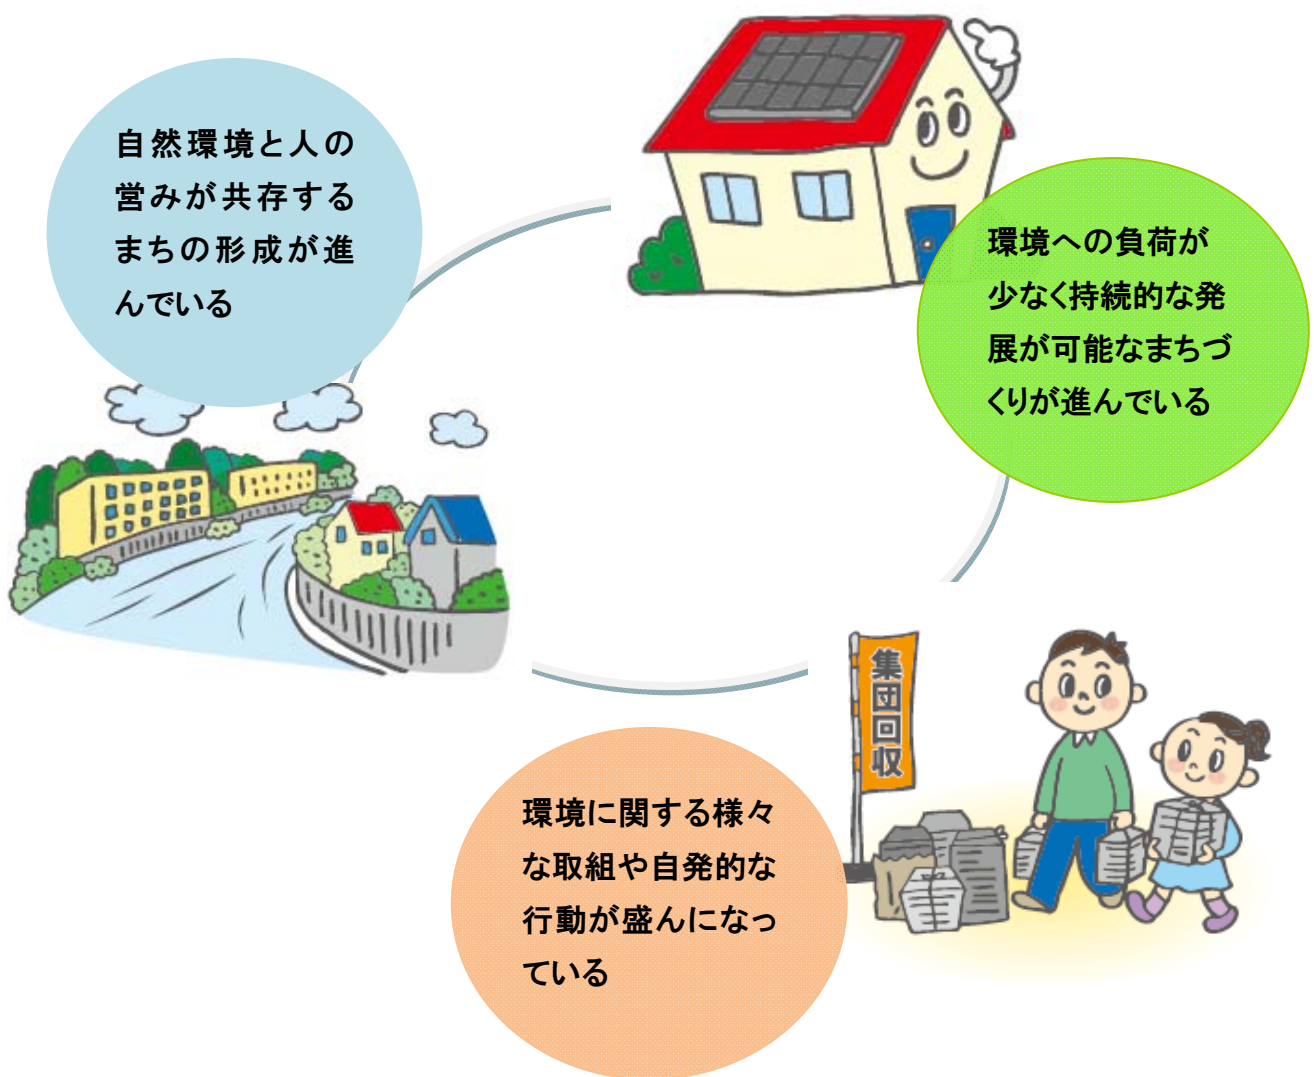 自然環境と人の
営みが共存する
まちの形成が進
んでいる
環境への負荷が
少なく持続的な発
展が可能なまちづ
くりが進んでいる
集団回収
環境に関する様々
な取組や自発的な
行動が盛んになっ
ている